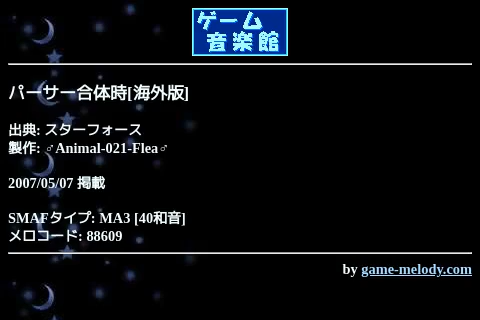 ゲーム
音楽館
パーサー合体時[海外版]
出典: スターフォース
製作: ♂Animal-021-Flea♂
2007/05/07 掲載
SMAFタイプ: MA3 [40和音]
メロコード: 88609
by game-melody.com